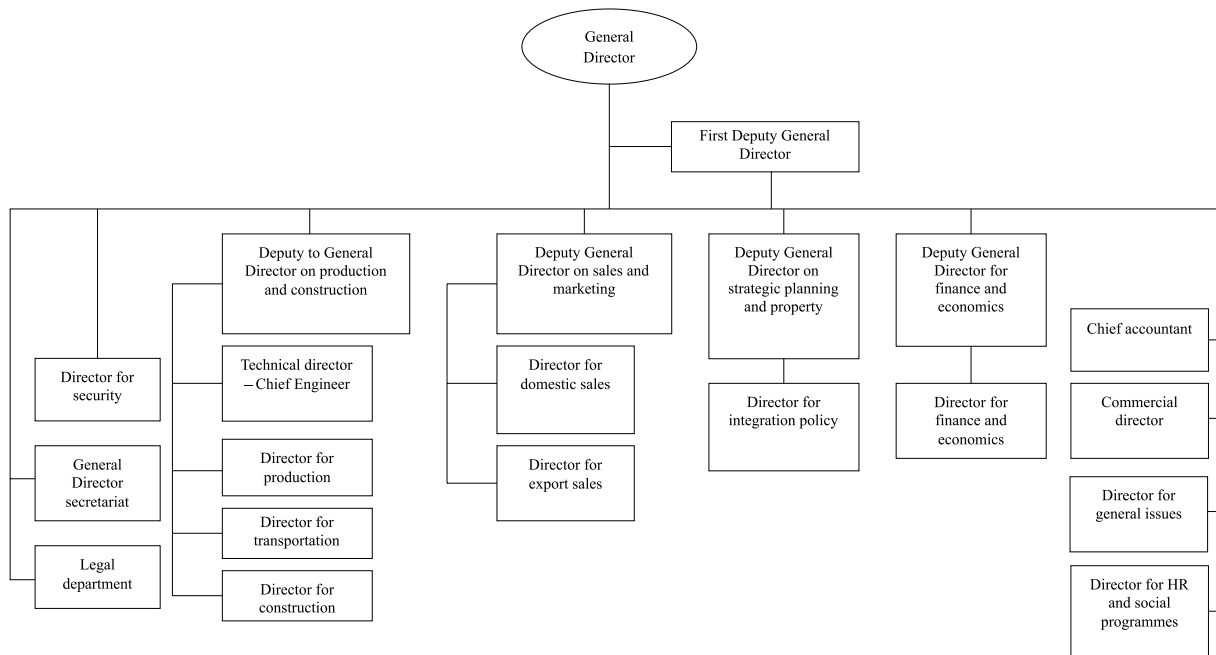 General
Director
First Deputy General
Director
Deputy to General
Director on production
and construction
Deputy General
Director on sales and
marketing
Deputy General
Director on
strategic planning
and property
Deputy General
Director for
finance and
economics
Chief accountant
Director for
security
Technical director
– Chief Engineer
Director for
domestic sales
Director for
integration policy
Director for
finance and
economics
Commercial
director
General
Director
secretariat
Director for
production
Director for
export sales
Director for
general issues
Director for
transportation
Legal
department
Director for
construction
Director for HR
and social
programmes